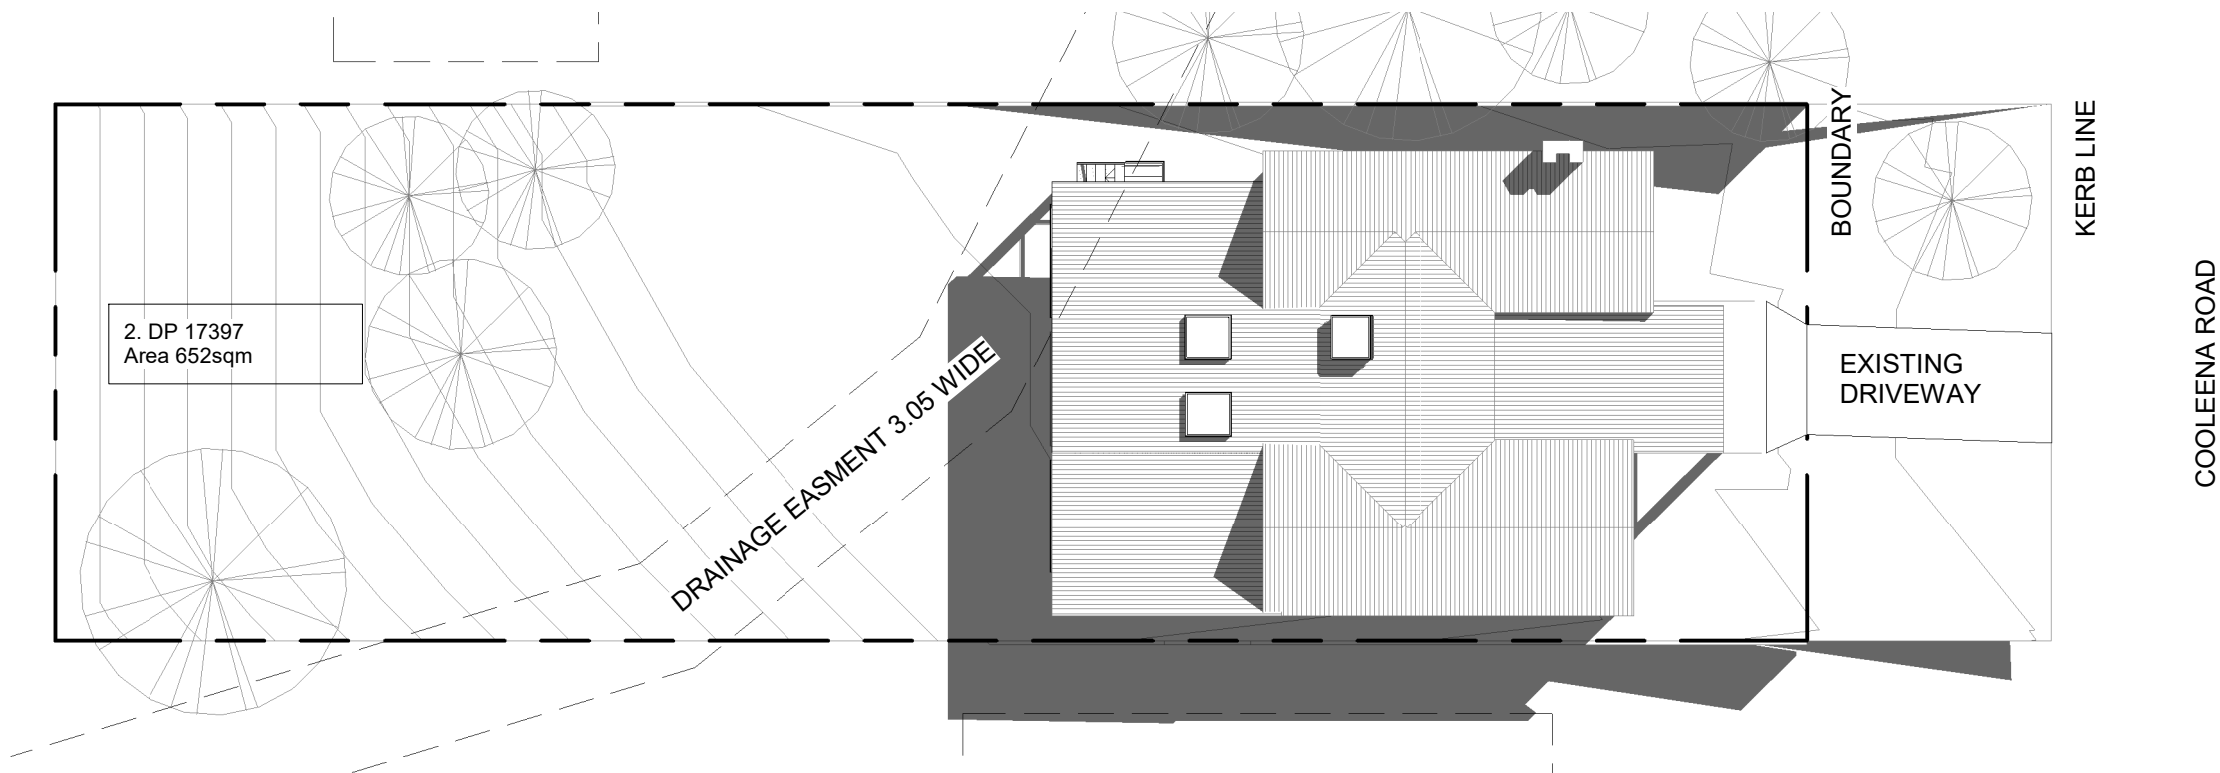 2. DP 17397
Area 652sqm
DRAINAGE EASMENT 3.05 WIDE
BOUNDARY
EXISTING
DRIVEWAY
KERB LINE
COOLEENA ROAD